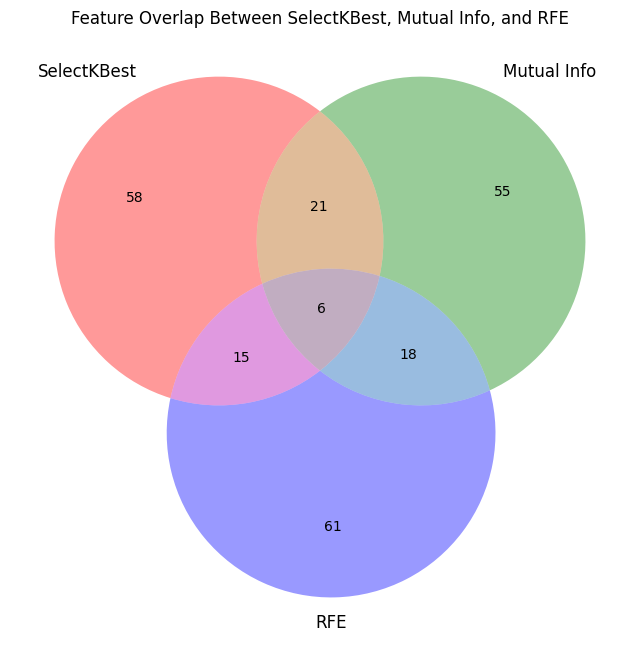 Feature Overlap Between SelectKBest, Mutual Info, and RFE
SelectKBest
Mutual Info
58
55
21
6
15
18
61
RFE